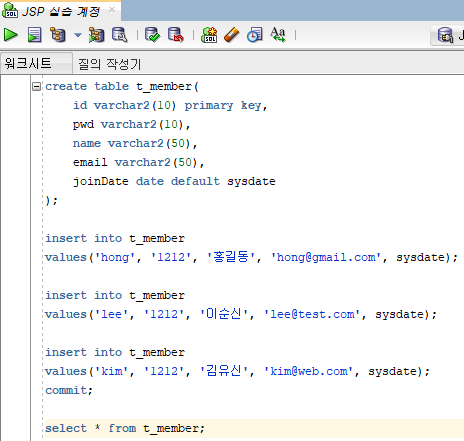 JSP 실습 계정
워크시트 질의 작성기
create table t_member(
id varchar2(10) primary key,
pwd varchar2(10),
name varchar2(50),
email varchar2(50),
joinDate date default sysdate
);
insert into t_member
values('hong', '1212', '홍길동', 'hong@gmail.com', sysdate);
insert into t_member
values('lee', '1212', '이순신', 'lee@test.com', sysdate);
insert into t_member
values('kim', '1212', '김유신', 'kim@web.com', sysdate);
commit;
select * from t_member;